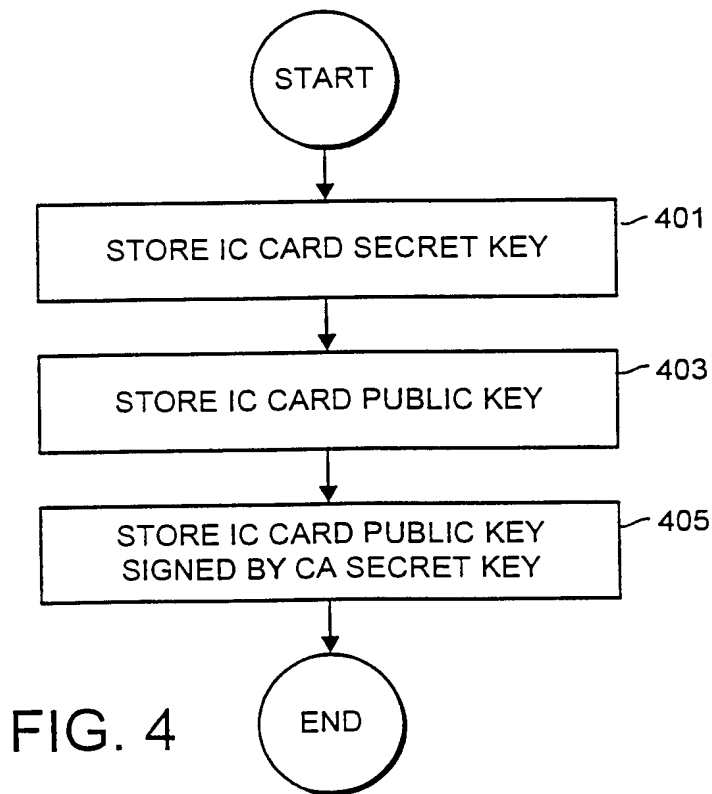 START
STORE IC CARD SECRET KEY
401
STORE IC CARD PUBLIC KEY
403
STORE IC CARD PUBLIC KEY
SIGNED BY CA SECRET KEY
405
END
FIG. 4